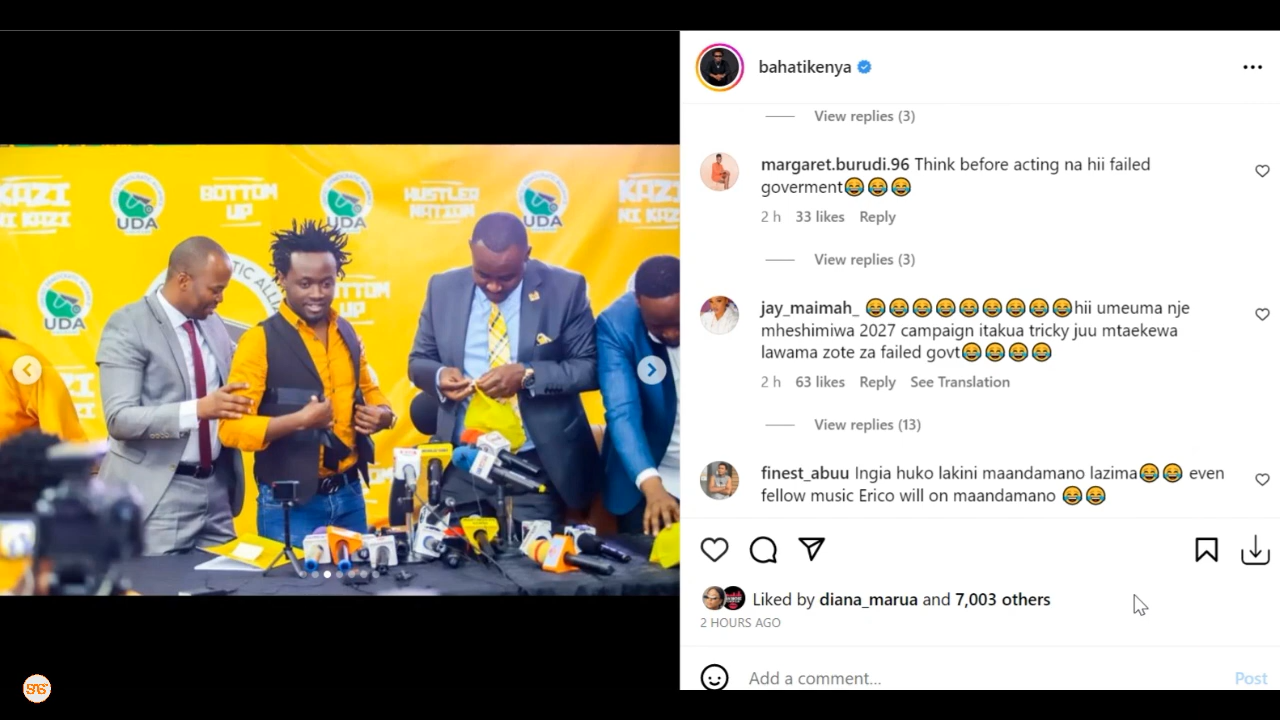 KAZI
NI KAZI
UDA
BOTTOM
UP
UDA
HUSTLER
NATION
UDA
KAZI
NI KAZI
UDA
bahatikenya
View replies (3)
margaret.burudi.96 Think before acting na hii failed
goverment😂😂😂
2 h 33 likes Reply
View replies (3)
jay_maimah_ 😂😂😂😂😂😂😂😂😂hii umeuma nje
mheshimiwa 2027 campaign itakua tricky juu mtaekewa
lawama zote za failed govt😂😂😂😂
2 h 63 likes Reply See Translation
View replies (13)
finest_abuu Ingia huko lakini maandamano lazima😂😂 even
fellow music Erico will on maandamano 😂😂
Liked by diana_marua and 7,003 others
2 HOURS AGO
Add a comment... Post